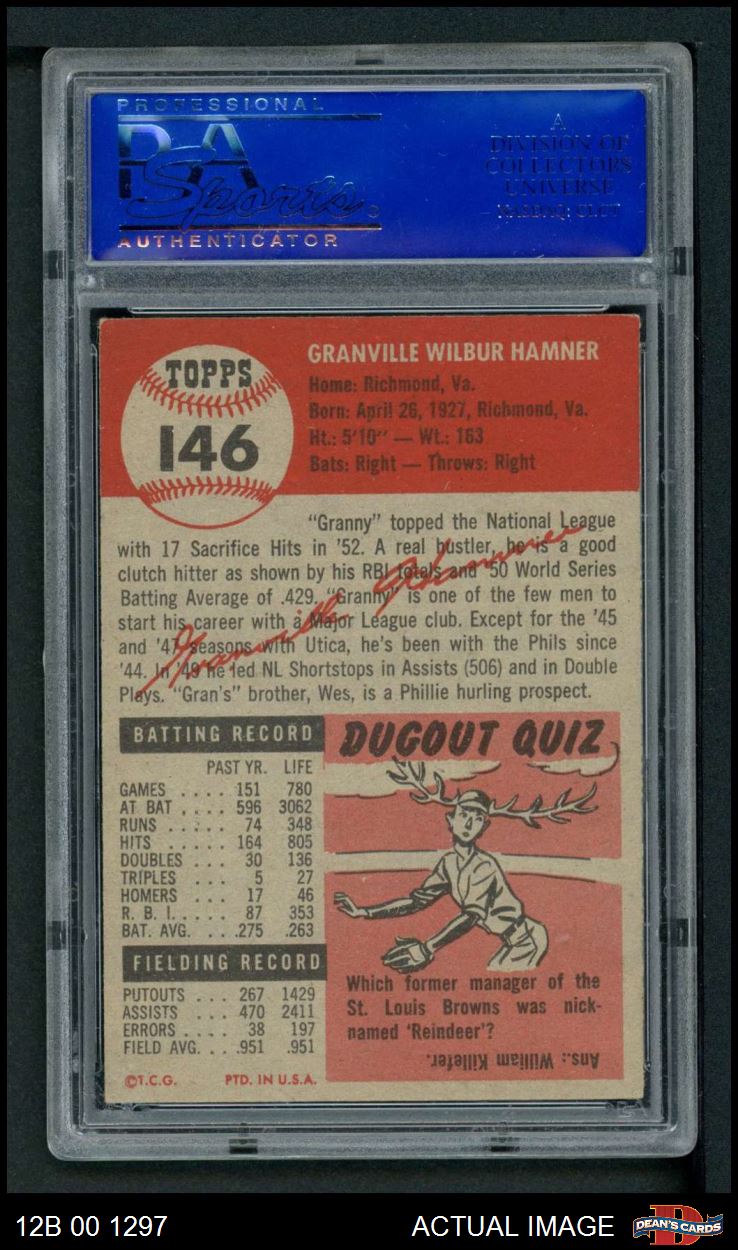 PROFESSIONAL
PSA
Sports
AUTHENTICATOR
A
DIVISION OF
COLLECTORS
UNIVERSE
NASDAQ: CLCT
TOPPS
146
GRANVILLE WILBUR HAMNER
Home: Richmond, Va.
Born: April 26, 1927, Richmond, Va.
Ht.: 5'10" — Wt.: 163
Bats: Right — Throws: Right
"Granny" topped the National League
with 17 Sacrifice Hits in '52. A real hustler, he is a good
clutch hitter as shown by his RBI totals and '50 World Series
Batting Average of .429. "Granny" is one of the few men to
start his career with a Major League club. Except for the '45
and '47 seasons with Utica, he's been with the Phils since
'44. In '49 he led NL Shortstops in Assists (506) and in Double
Plays. "Gran's" brother, Wes, is a Phillie hurling prospect.
Granville Hamner
BATTING RECORD
PAST YR. LIFE
GAMES .... 151 780
AT BAT .... 596 3062
RUNS ..... 74 348
HITS ..... 164 805
DOUBLES ... 30 136
TRIPLES ... 5 27
HOMERS ... 17 46
R. B. I. .... 87 353
BAT. AVG. ... .275 .263
FIELDING RECORD
PUTOUTS ... 267 1429
ASSISTS ... 470 2411
ERRORS ... 38 197
FIELD AVG. ... .951 .951
©T.C.G. PTD. IN U.S.A.
DUGOUT QUIZ
Which former manager of the
St. Louis Browns was nick-
named 'Reindeer'?
Ans.: William Killefer.
12B 00 1297
ACTUAL IMAGE
D
DEAN'S CARDS